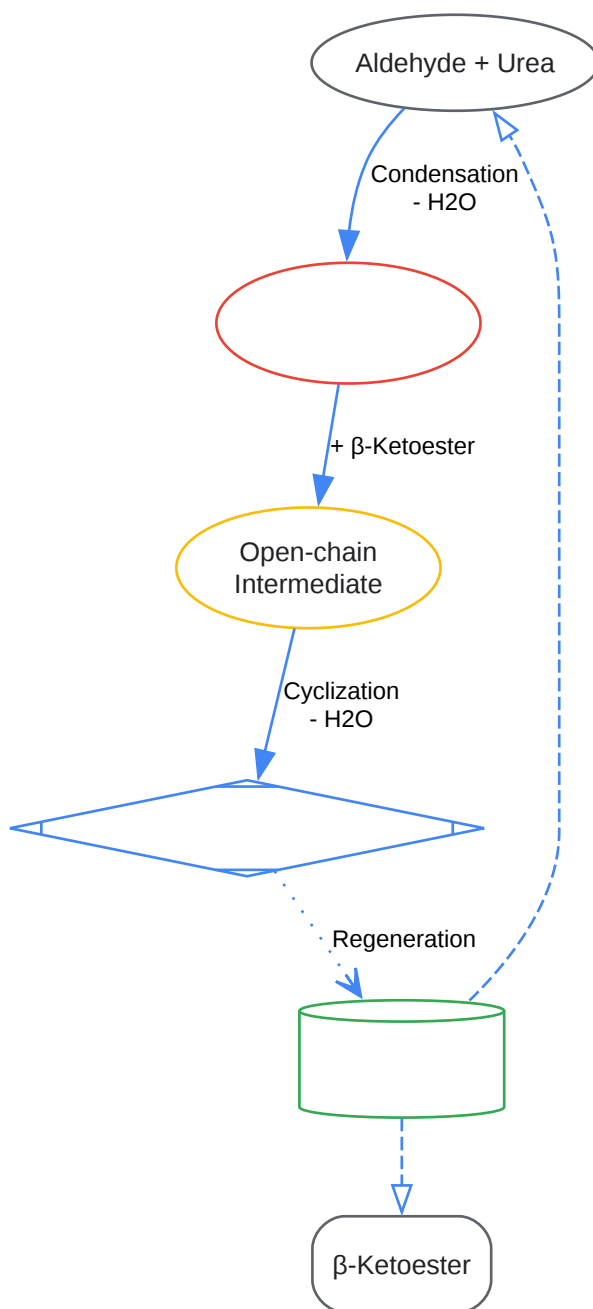 Aldehyde + Urea
Condensation
- H2O
+ β-Ketoester
Open-chain
Intermediate
Cyclization
- H2O
Regeneration
β-Ketoester